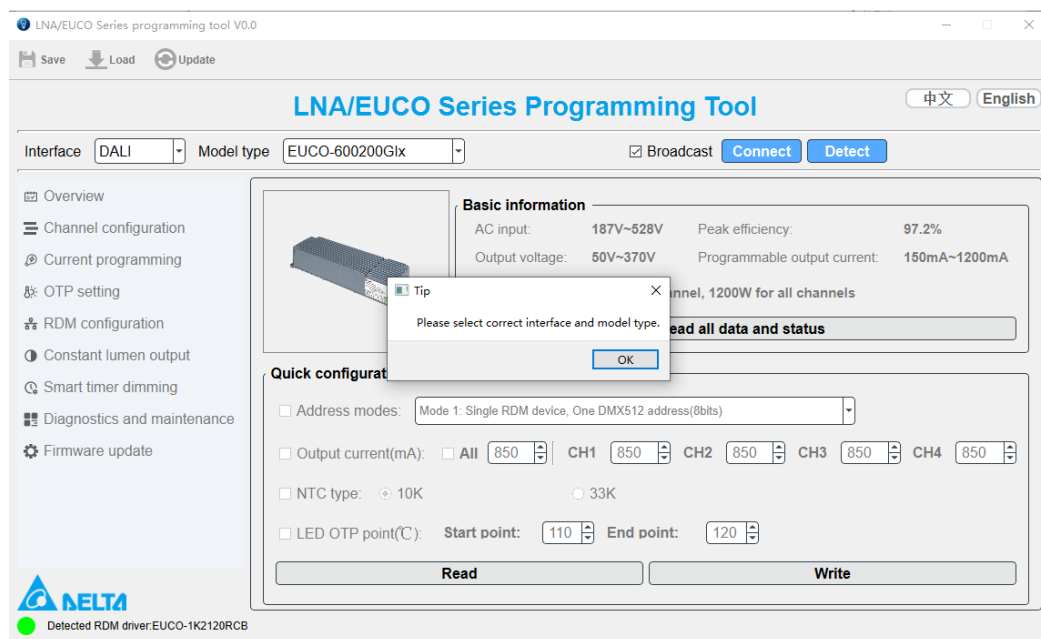 LNA/EUCO Series programming tool V0.0
Save Load Update
LNA/EUCO Series Programming Tool
中文 English
Interface DALI Model type EUCO-600200GIx Broadcast Connect Detect
Overview
Channel configuration
Current programming
OTP setting
RDM configuration
Constant lumen output
Smart timer dimming
Diagnostics and maintenance
Firmware update
Basic information
AC input: 187V~528V Peak efficiency: 97.2%
Output voltage: 50V~370V Programmable output current: 150mA~1200mA
1200W for all channels
all data and status
Tip
Please select correct interface and model type.
OK
Quick
Address modes: Mode 1: Single RDM device, One DMX512 address(8bits)
Output current(mA): All 850 CH1 850 CH2 850 CH3 850 CH4 850
NTC type: 10K 33K
LED OTP point(℃): Start point: 110 End point: 120
Read Write
DELTA
Detected RDM driver:EUCO-1K2120RCB